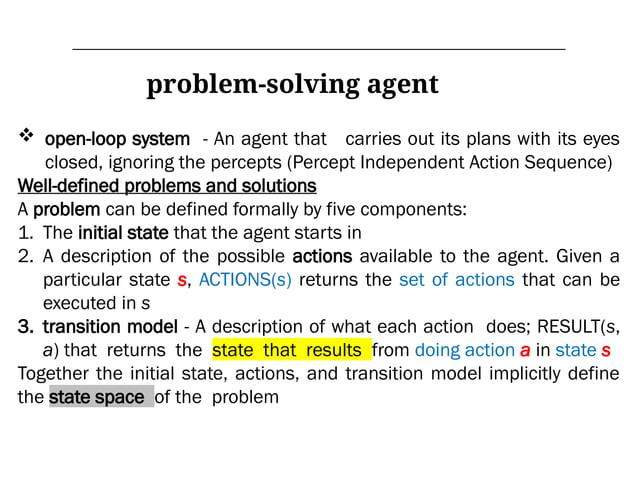 problem-solving agent
❖ open-loop system - An agent that carries out its plans with its eyes
closed, ignoring the percepts (Percept Independent Action Sequence)
Well-defined problems and solutions
A problem can be defined formally by five components:
1. The initial state that the agent starts in
2. A description of the possible actions available to the agent. Given a
particular state s, ACTIONS(s) returns the set of actions that can be
executed in s
3. transition model - A description of what each action does; RESULT(s,
a) that returns the state that results from doing action a in state s
Together the initial state, actions, and transition model implicitly define
the state space of the problem